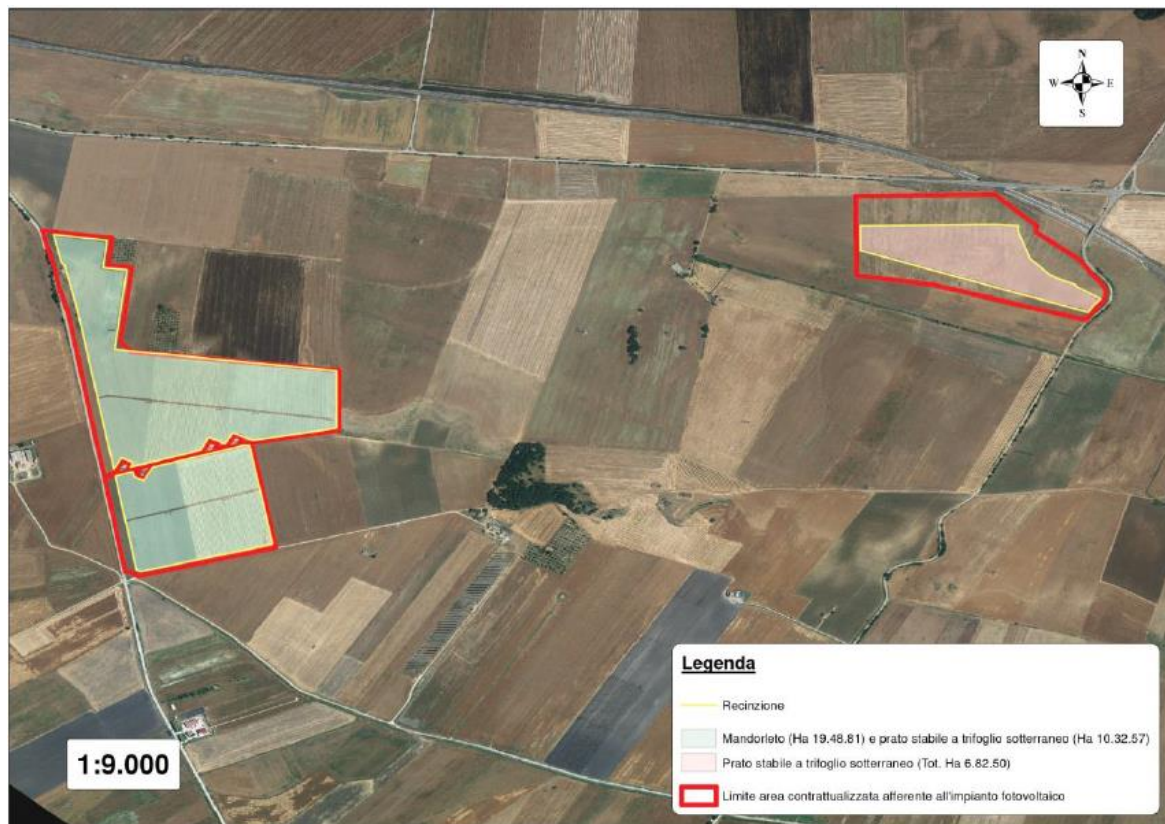 N
W E
S
Legenda
Recinzione
Mandorleto (Ha 19.48.81) e prato stabile a trifoglio sotterraneo (Ha 10.32.57)
Prato stabile a trifoglio sotterraneo (Tot. Ha 6.82.50)
Limite area contrattualizzata afferente all'impianto fotovoltaico
1:9.000